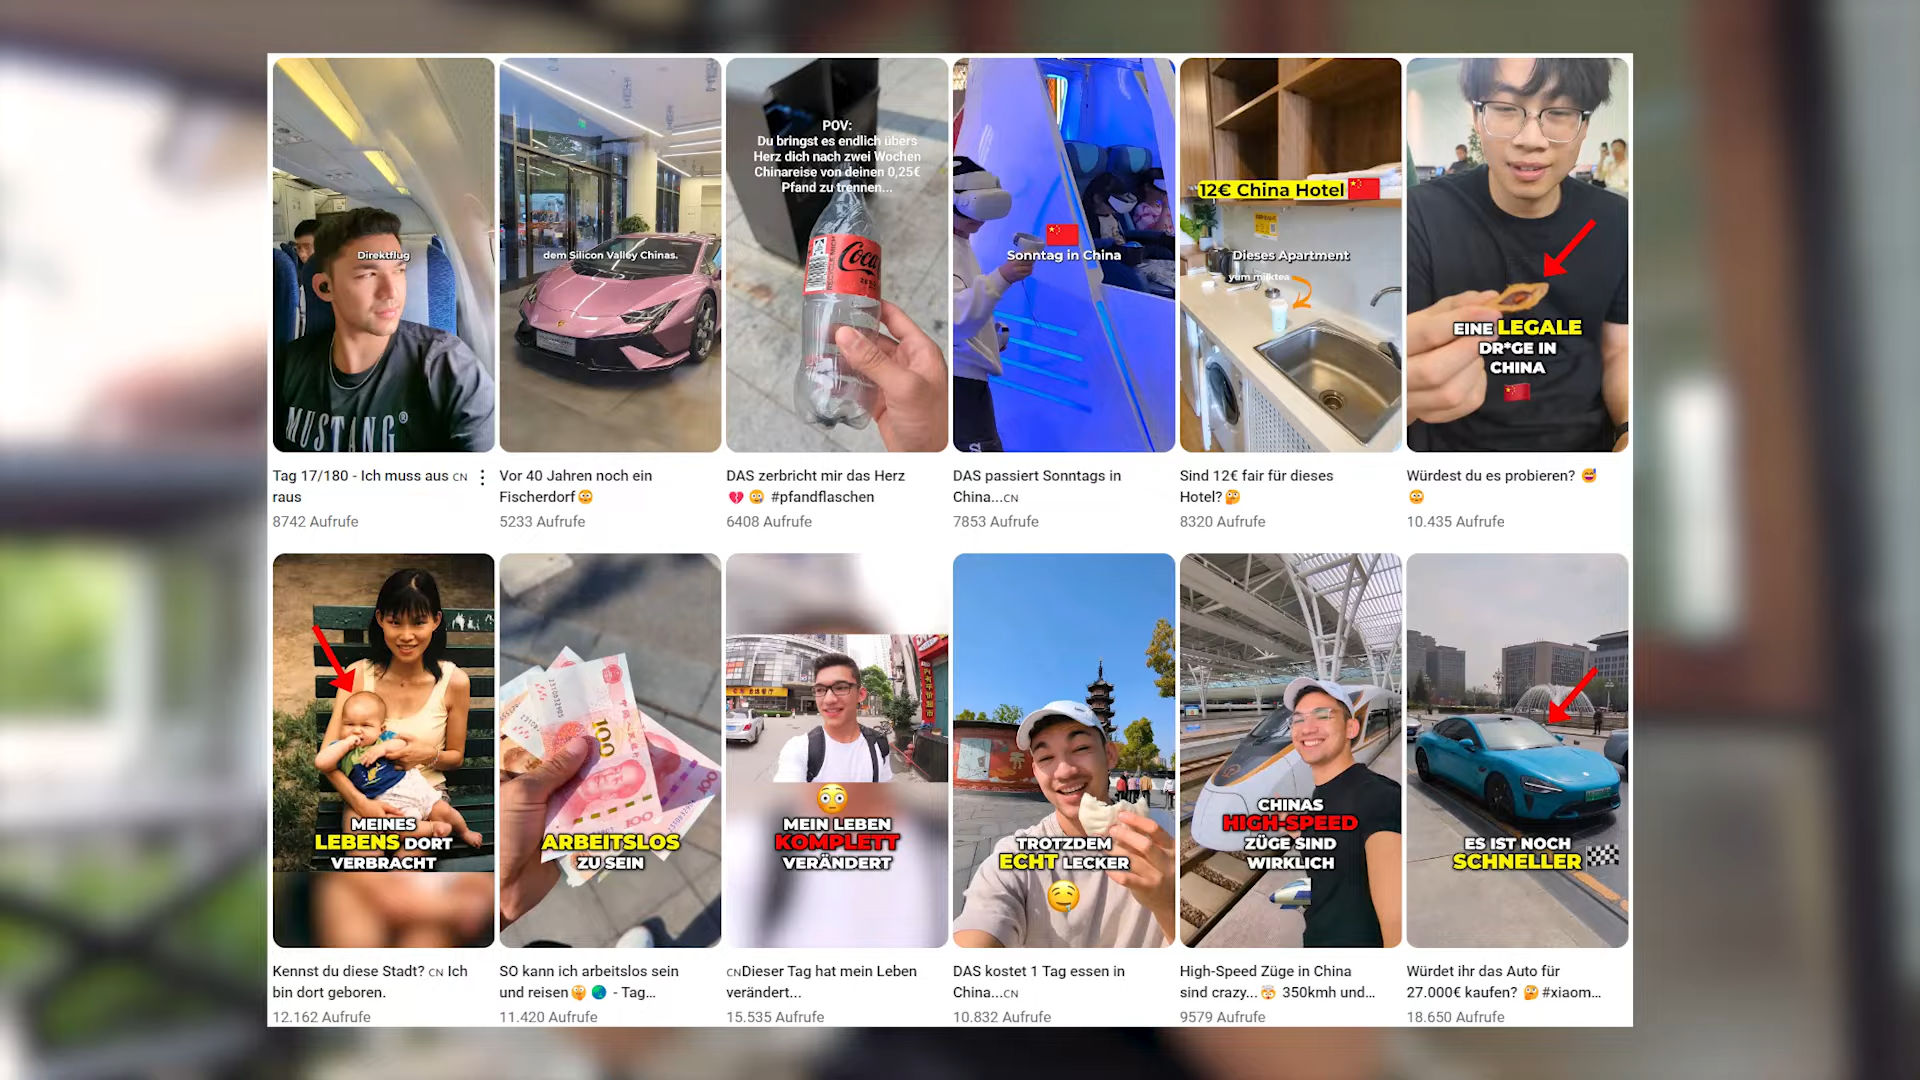 Direktflug
MUSTANG®
Tag 17/180 - Ich muss aus CN
raus
8742 Aufrufe
dem Silicon Valley Chinas.
Vor 40 Jahren noch ein
Fischerdorf😳
5233 Aufrufe
POV:
Du bringst es endlich übers
Herz dich nach zwei Wochen
Chinareise von deinen 0,25€
Pfand zu trennen...
Coca
DAS zerbricht mir das Herz
💔 😳 #pfandflaschen
6408 Aufrufe
Sonntag in China
DAS passiert Sonntags in
China...CN
7853 Aufrufe
12€ China Hotel🇨🇳
Dieses Apartment
yum milktea
Sind 12€ fair für dieses
Hotel?🤔
8320 Aufrufe
EINE LEGALE
DR*GE IN
CHINA
🇨🇳
Würdest du es probieren? 😅
😳
10.435 Aufrufe
MEINES
LEBENS DORT
VERBRACHT
Kennst du diese Stadt? CN Ich
bin dort geboren.
12.162 Aufrufe
100
100
100
ARBEITSLOS
ZU SEIN
SO kann ich arbeitslos sein
und reisen🫣🌏 - Tag...
11.420 Aufrufe
😳
MEIN LEBEN
KOMPLETT
VERÄNDERT
CNDieser Tag hat mein Leben
verändert...
15.535 Aufrufe
TROTZDEM
ECHT LECKER
🤤
DAS kostet 1 Tag essen in
China...CN
10.832 Aufrufe
CHINAS
HIGH-SPEED
ZÜGE SIND
WIRKLICH
High-Speed Züge in China
sind crazy...🤯 350kmh und...
9579 Aufrufe
ES IST NOCH
SCHNELLER
Würdet ihr das Auto für
27.000€ kaufen? 🤔#xiaom...
18.650 Aufrufe